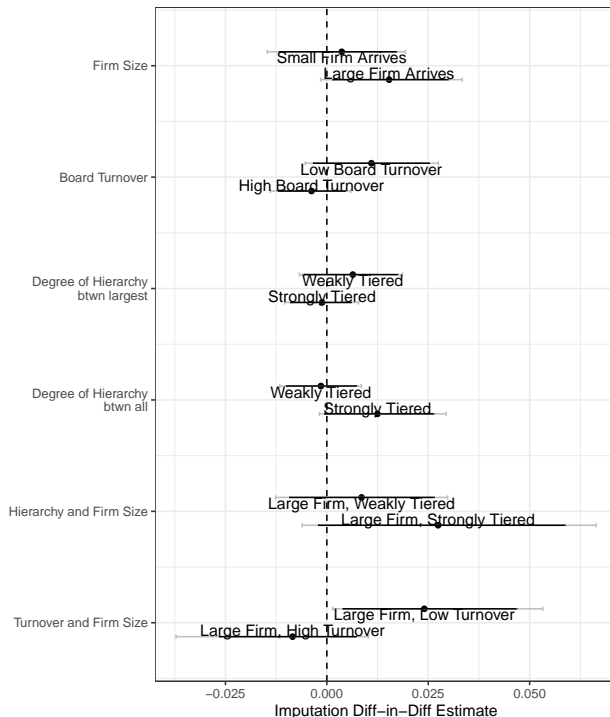 Firm Size
Small Firm Arrives
Large Firm Arrives
Board Turnover
Low Board Turnover
High Board Turnover
Degree of Hierarchy
btwn largest
Weakly Tiered
Strongly Tiered
Degree of Hierarchy
btwn all
Weakly Tiered
Strongly Tiered
Hierarchy and Firm Size
Large Firm, Weakly Tiered
Large Firm, Strongly Tiered
Turnover and Firm Size
Large Firm, Low Turnover
Large Firm, High Turnover
−0.025 0.000 0.025 0.050
Imputation Diff−in−Diff Estimate